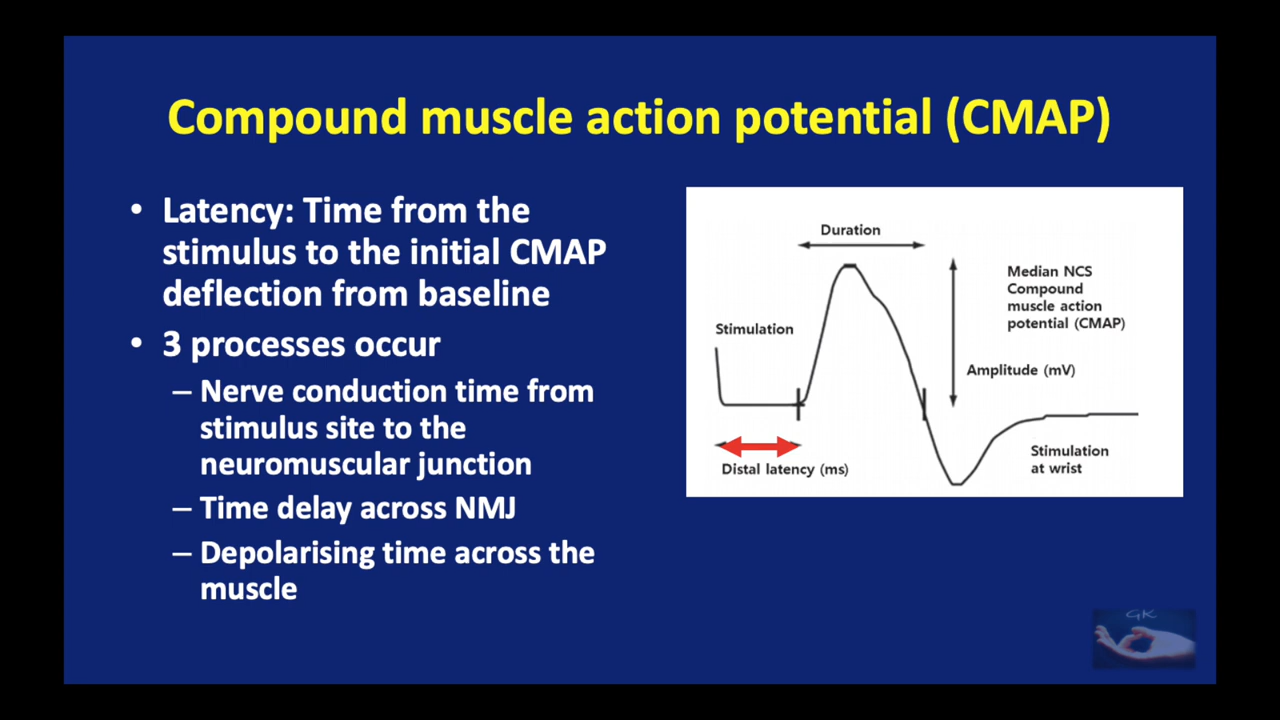 Compound muscle action potential (CMAP)
• Latency: Time from the
stimulus to the initial CMAP
deflection from baseline
• 3 processes occur
– Nerve conduction time from
stimulus site to the
neuromuscular junction
– Time delay across NMJ
– Depolarising time across the
muscle
Duration
Median NCS
Compound
muscle action
potential (CMAP)
Stimulation
Amplitude (mV)
Distal latency (ms)
Stimulation
at wrist
GK